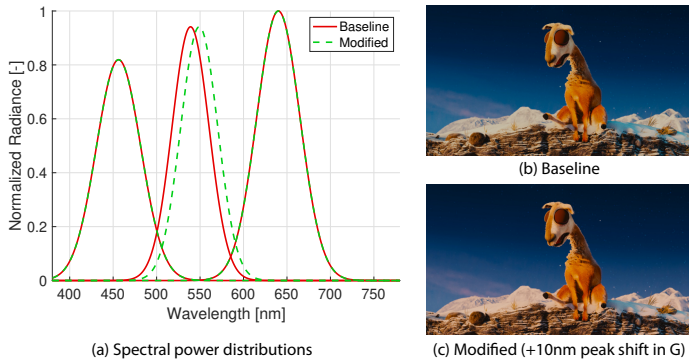 Normalized Radiance [-]
1
0.8
0.6
0.4
0.2
0
400 450 500 550 600 650 700 750
Wavelength [nm]
Baseline
Modified
(a) Spectral power distributions
(b) Baseline
(c) Modified (+10nm peak shift in G)